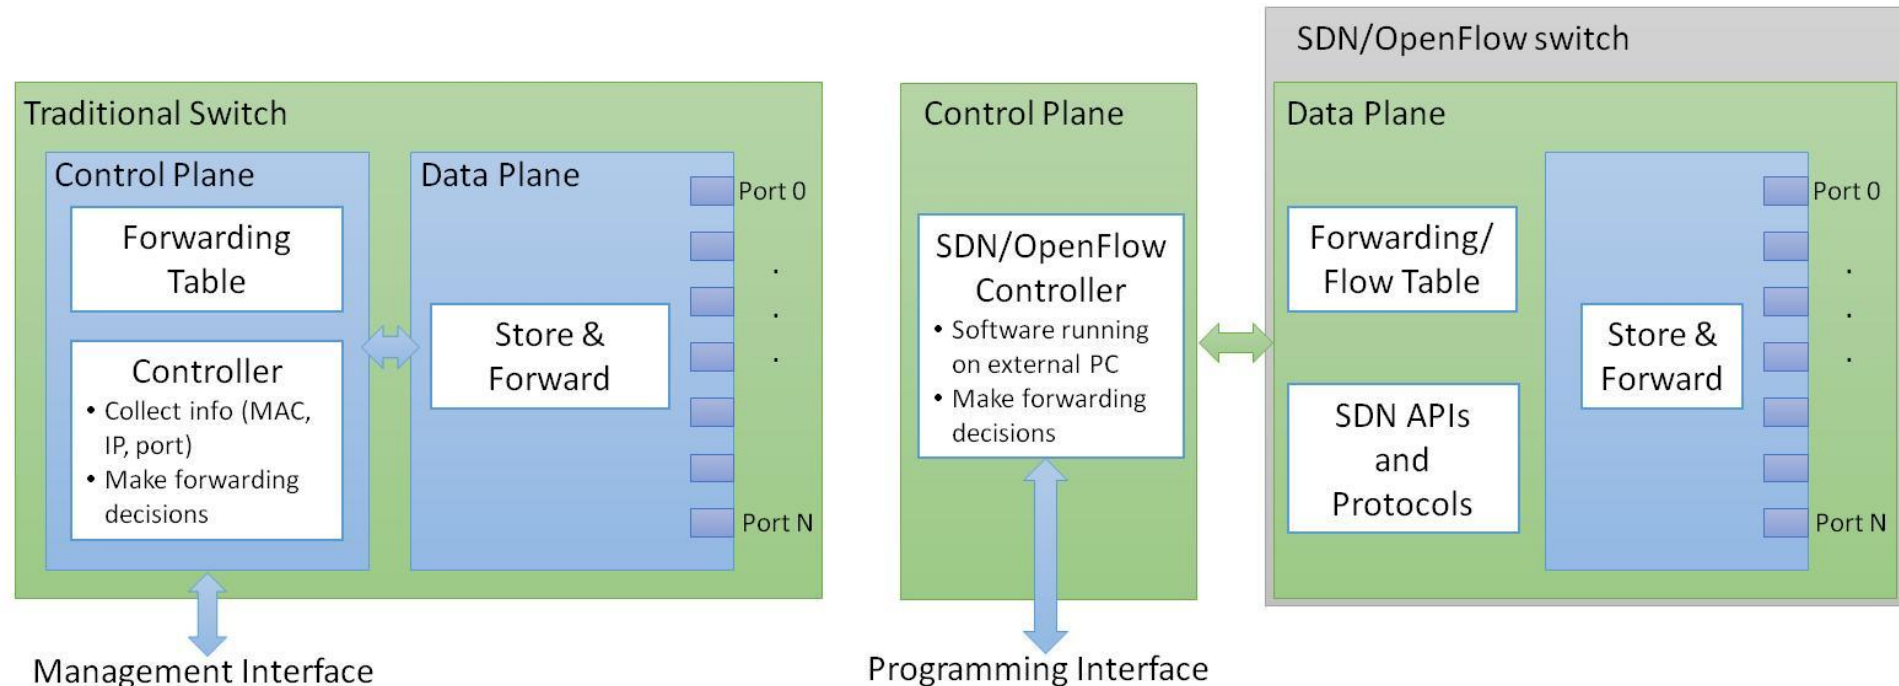 Traditional Switch
Control Plane
Forwarding
Table
Controller
• Collect info (MAC,
IP, port)
• Make forwarding
decisions
Data Plane
Store &
Forward
Port 0
.
.
.
Port N
Management Interface
Control Plane
SDN/OpenFlow
Controller
• Software running
on external PC
• Make forwarding
decisions
Programming Interface
SDN/OpenFlow switch
Data Plane
Forwarding/
Flow Table
SDN APIs
and
Protocols
Store &
Forward
Port 0
.
.
.
Port N